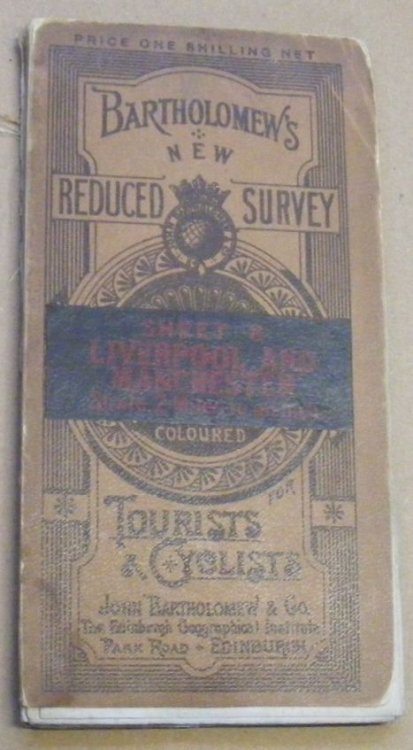 PRICE ONE SHILLING NET
BARTHOLOMEW'S
NEW
REDUCED SURVEY
SHEET 8
LIVERPOOL AND
MANCHESTER
COLOURED
FOR
TOURISTS
& CYCLISTS
JOHN BARTHOLOMEW & CO.
The Edinburgh Geographical Institute
PARK ROAD - EDINBURGH